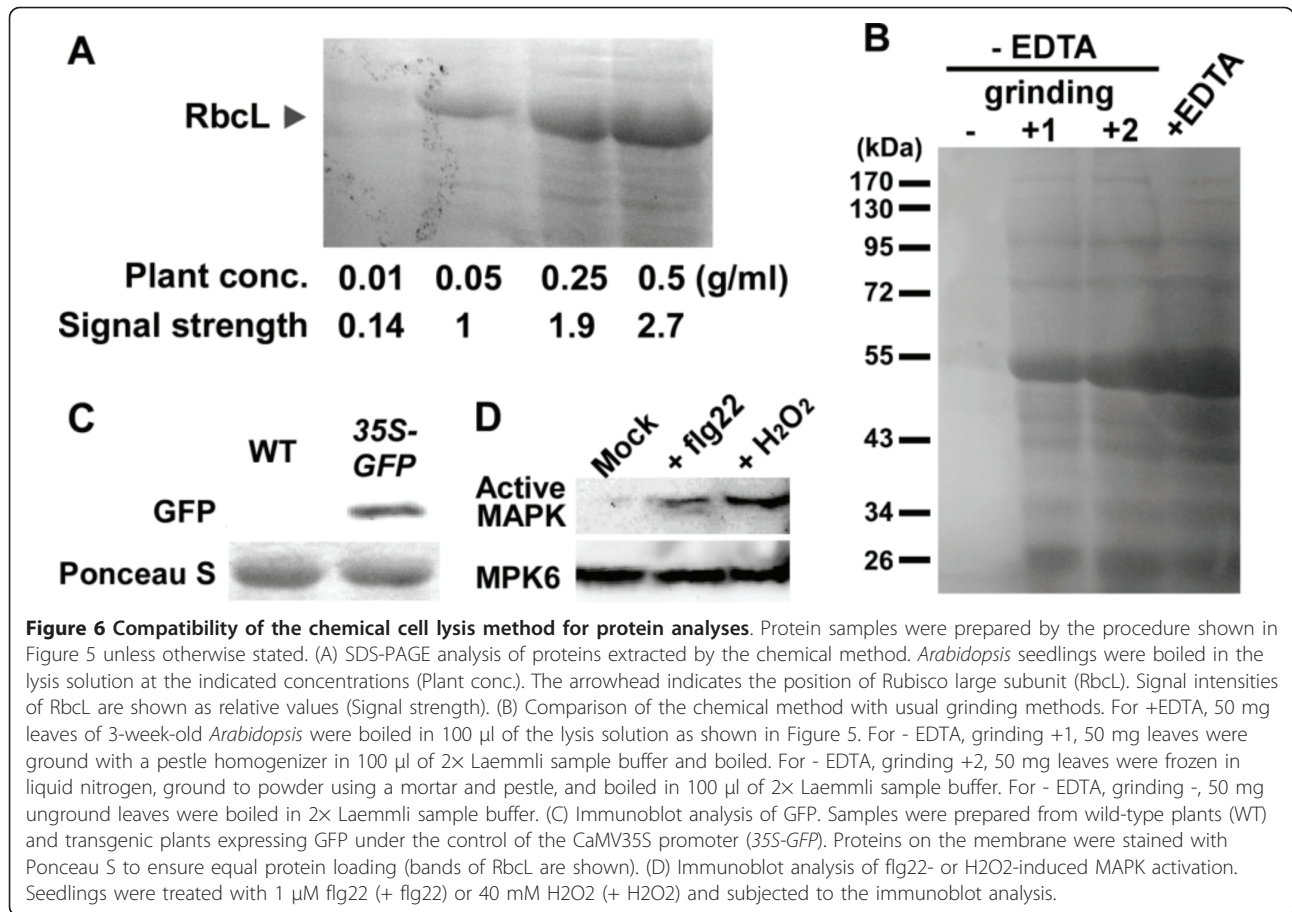 A
RbcL
Plant conc. 0.01 0.05 0.25 0.5 (g/ml)
Signal strength 0.14 1 1.9 2.7
B
- EDTA
grinding
- +1 +2 +EDTA
(kDa)
170
130
95
72
55
43
34
26
C
WT 35S-
GFP
GFP
Ponceau S
D
Mock + flg22 + H2O2
Active
MAPK
MPK6
Figure 6 Compatibility of the chemical cell lysis method for protein analyses. Protein samples were prepared by the procedure shown in
Figure 5 unless otherwise stated. (A) SDS-PAGE analysis of proteins extracted by the chemical method. Arabidopsis seedlings were boiled in the
lysis solution at the indicated concentrations (Plant conc.). The arrowhead indicates the position of Rubisco large subunit (RbcL). Signal intensities
of RbcL are shown as relative values (Signal strength). (B) Comparison of the chemical method with usual grinding methods. For +EDTA, 50 mg
leaves of 3-week-old Arabidopsis were boiled in 100 μl of the lysis solution as shown in Figure 5. For - EDTA, grinding +1, 50 mg leaves were
ground with a pestle homogenizer in 100 μl of 2× Laemmli sample buffer and boiled. For - EDTA, grinding +2, 50 mg leaves were frozen in
liquid nitrogen, ground to powder using a mortar and pestle, and boiled in 100 μl of 2× Laemmli sample buffer. For - EDTA, grinding -, 50 mg
unground leaves were boiled in 2× Laemmli sample buffer. (C) Immunoblot analysis of GFP. Samples were prepared from wild-type plants (WT)
and transgenic plants expressing GFP under the control of the CaMV35S promoter (35S-GFP). Proteins on the membrane were stained with
Ponceau S to ensure equal protein loading (bands of RbcL are shown). (D) Immunoblot analysis of flg22- or H2O2-induced MAPK activation.
Seedlings were treated with 1 μM flg22 (+ flg22) or 40 mM H2O2 (+ H2O2) and subjected to the immunoblot analysis.